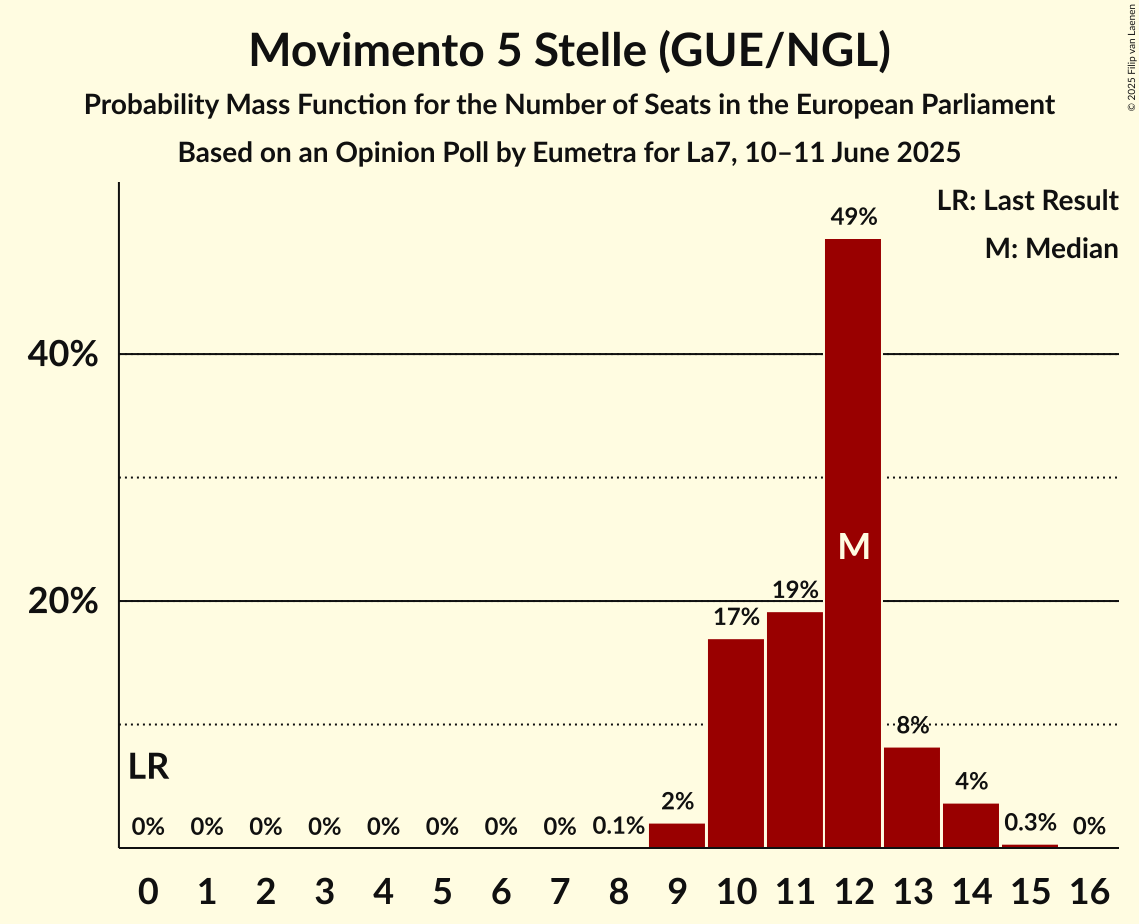 © 2025 Filip van Laenen
Movimento 5 Stelle (GUE/NGL)
Probability Mass Function for the Number of Seats in the European Parliament
Based on an Opinion Poll by Eumetra for La7, 10–11 June 2025
LR: Last Result
M: Median
49%
40%
M
20%
19%
17%
8%
LR
4%
2%
0% 0% 0% 0% 0% 0% 0% 0% 0.1% 0.3% 0%
0 1 2 3 4 5 6 7 8 9 10 11 12 13 14 15 16